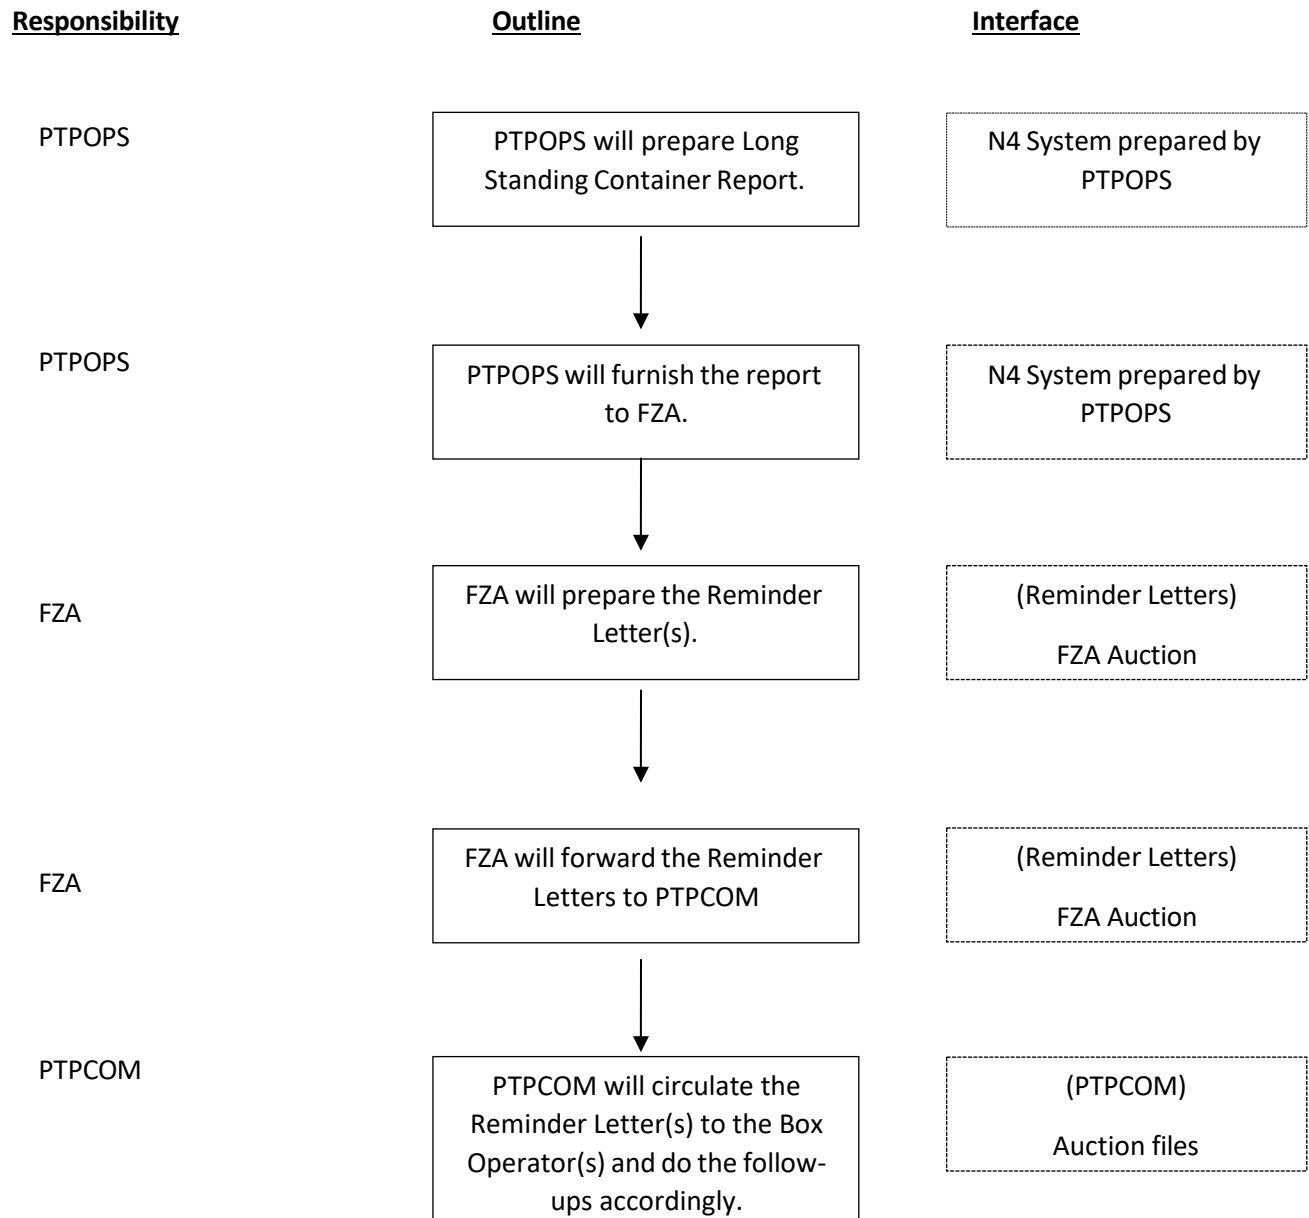 Responsibility
Outline
Interface
PTPOPS
PTPOPS will prepare Long
Standing Container Report.
N4 System prepared by
PTPOPS
PTPOPS
PTPOPS will furnish the report
to FZA.
N4 System prepared by
PTPOPS
FZA
FZA will prepare the Reminder
Letter(s).
(Reminder Letters)
FZA Auction
FZA
FZA will forward the Reminder
Letters to PTPCOM
(Reminder Letters)
FZA Auction
PTPCOM
PTPCOM will circulate the
Reminder Letter(s) to the Box
Operator(s) and do the follow-
ups accordingly.
(PTPCOM)
Auction files